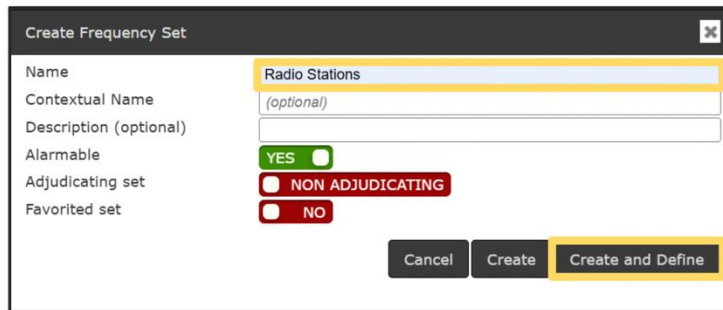 Create Frequency Set
Name Radio Stations
Contextual Name (optional)
Description (optional)
Alarmable YES
Adjudicating set NON ADJUDICATING
Favorited set NO
Cancel Create Create and Define